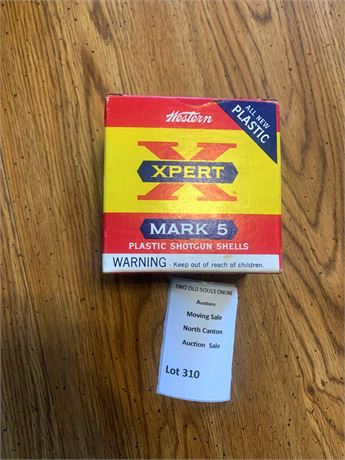 Western
ALL NEW
PLASTIC
X
XPERT
MARK 5
PLASTIC SHOTGUN SHELLS
WARNING - Keep out of reach of children.
TWO OLD SOULS ONLINE
Auctions
Moving Sale
North Canton
Auction Sale
Lot 310